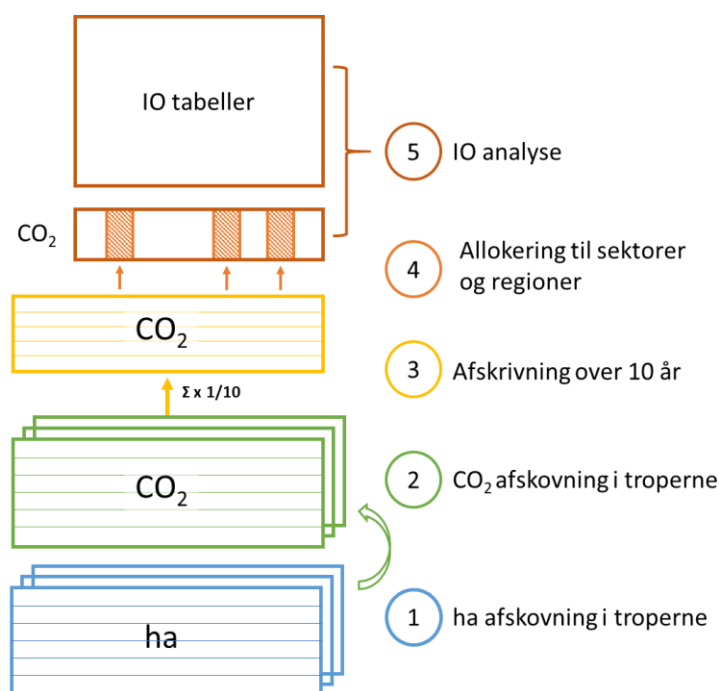 IO tabeller
5 IO analyse
CO₂
4 Allokering til sektorer
og regioner
CO₂
3 Afskrivning over 10 år
Σ x 1/10
CO₂
2 CO₂ afskovning i troperne
ha
1 ha afskovning i troperne